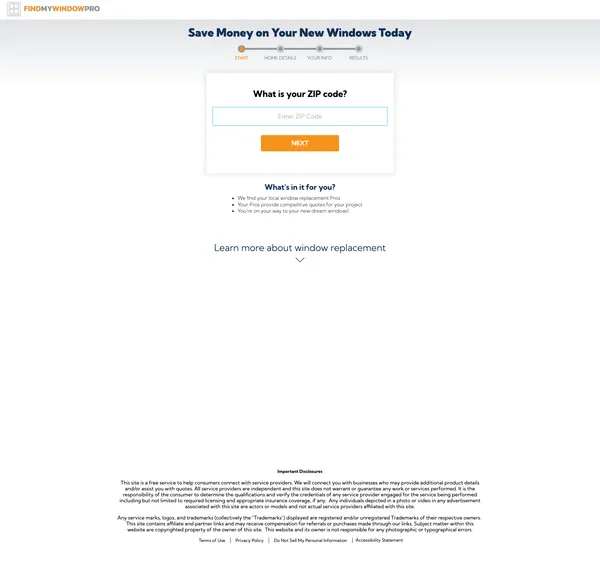 FINDMYWINDOWPRO
Save Money on Your New Windows Today
START HOME DETAILS YOUR INFO RESULTS
What is your ZIP code?
Enter ZIP Code
NEXT
What's in it for you?
We find your local window replacement Pros
Your Pros provide competitive quotes for your project
You're on your way to your new dream windows!
Learn more about window replacement
Important Disclosures
This site is a free service to help consumers connect with service providers. We will connect you with businesses who may provide additional product details
and/or assist you with quotes. All service providers are independent and this site does not warrant or guarantee any work or services performed. It is the
responsibility of the consumer to determine the qualifications and verify the credentials of any service provider engaged for the service being performed
including but not limited to required licensing and appropriate insurance coverage, if any. Any individuals depicted in a photo or video in any advertisement
associated with this site are actors or models and not actual service providers affiliated with this site.
Any service marks, logos, and trademarks (collectively the "Trademarks") displayed are registered and/or unregistered Trademarks of their respective owners.
This site contains affiliate and partner links and may receive compensation for referrals or purchases made through our links. Subject matter within this
website are copyrighted property of the owner of this site. This website and its owner is not responsible for any photographic or typographical errors.
Terms of Use | Privacy Policy | Do Not Sell My Personal Information | Accessibility Statement